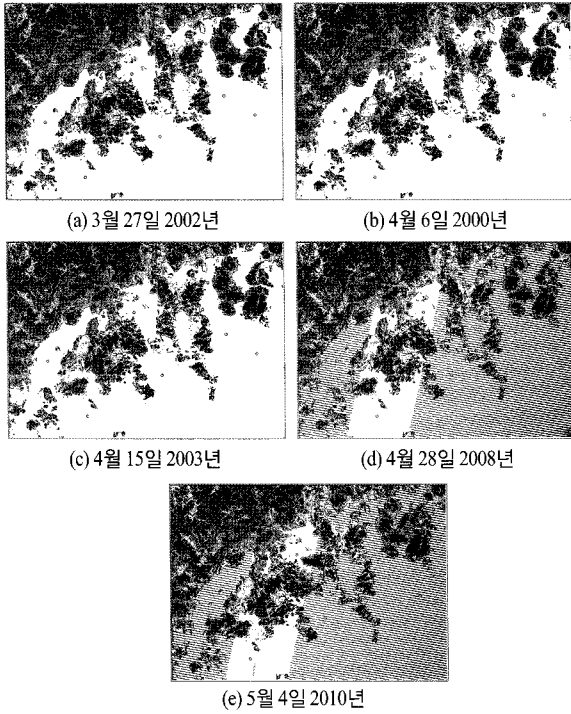 (a) 3월 27일 2002년
(b) 4월 6일 2000년
(c) 4월 15일 2003년
(d) 4월 28일 2008년
(e) 5월 4일 2010년